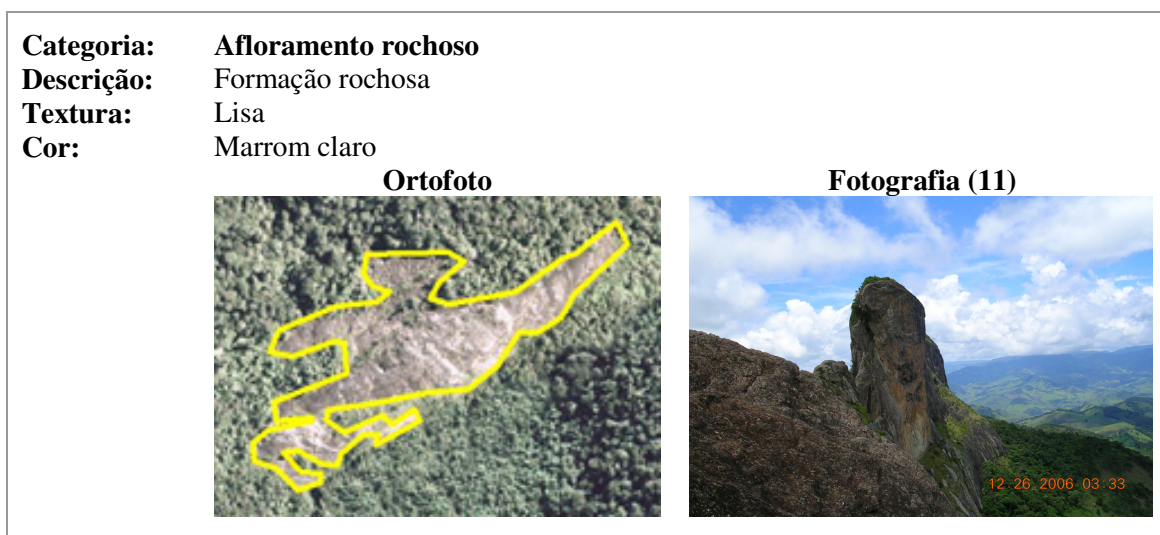 Categoria: Afloramento rochoso
Descrição: Formação rochosa
Textura: Lisa
Cor: Marrom claro
Ortofoto Fotografia (11)
12 26 2006 03:33